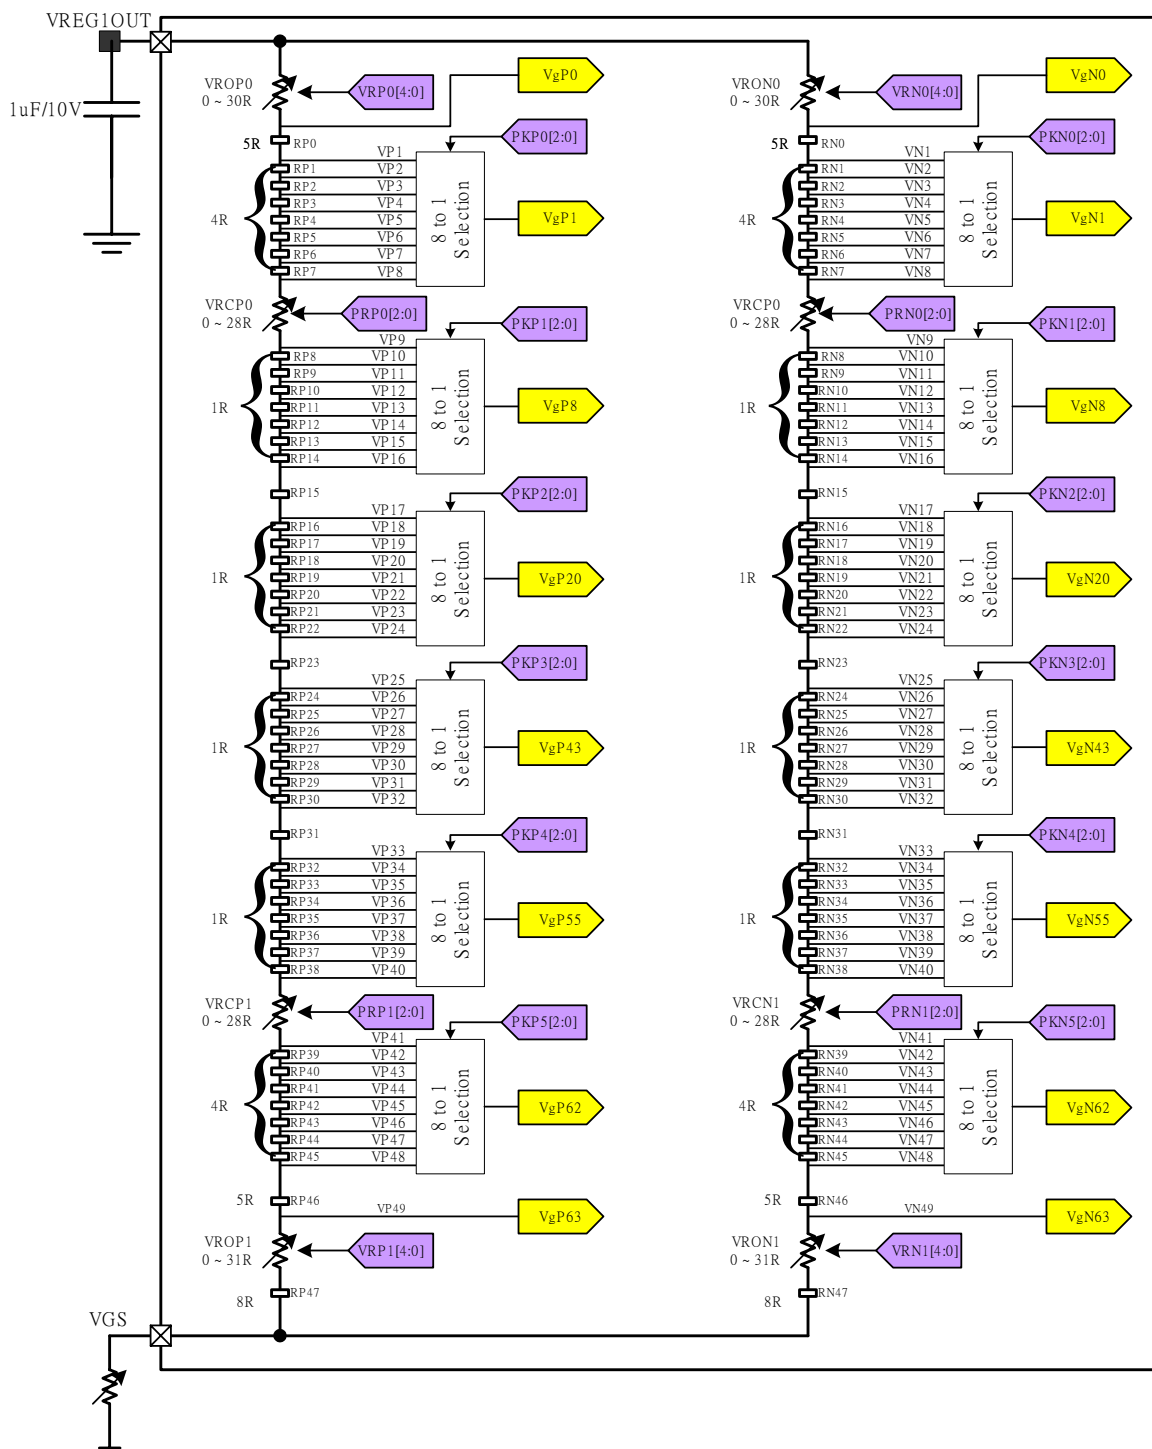 VREG1OUT
1uF/10V
VROP0
0 ~ 30R
VRP0[4:0]
VgP0
5R
RP0
PKP0[2:0]
VP1
RP1
VP2
RP2
VP3
RP3
VP4
4R
RP4
VP5
RP5
VP6
RP6
VP7
RP7
VP8
8 to 1
Selection
VgP1
VRCP0
0 ~ 28R
PRP0[2:0]
PKP1[2:0]
VP9
RP8
VP10
RP9
VP11
RP10
VP12
1R
RP11
VP13
RP12
VP14
RP13
VP15
RP14
VP16
8 to 1
Selection
VgP8
RP15
PKP2[2:0]
VP17
RP16
VP18
RP17
VP19
RP18
VP20
1R
RP19
VP21
RP20
VP22
RP21
VP23
RP22
VP24
8 to 1
Selection
VgP20
RP23
PKP3[2:0]
VP25
RP24
VP26
RP25
VP27
RP26
VP28
1R
RP27
VP29
RP28
VP30
RP29
VP31
RP30
VP32
8 to 1
Selection
VgP43
RP31
PKP4[2:0]
VP33
RP32
VP34
RP33
VP35
RP34
VP36
1R
RP35
VP37
RP36
VP38
RP37
VP39
RP38
VP40
8 to 1
Selection
VgP55
VRCP1
0 ~ 28R
PRP1[2:0]
PKP5[2:0]
VP41
RP39
VP42
RP40
VP43
RP41
VP44
4R
RP42
VP45
RP43
VP46
RP44
VP47
RP45
VP48
8 to 1
Selection
VgP62
5R
RP46
VP49
VgP63
VROP1
0 ~ 31R
VRP1[4:0]
8R
RP47
VGS
VRON0
0 ~ 30R
VRN0[4:0]
VgN0
5R
RN0
PKN0[2:0]
VN1
RN1
VN2
RN2
VN3
RN3
VN4
4R
RN4
VN5
RN5
VN6
RN6
VN7
RN7
VN8
8 to 1
Selection
VgN1
VRCP0
0 ~ 28R
PRN0[2:0]
PKN1[2:0]
VN9
RN8
VN10
RN9
VN11
RN10
VN12
1R
RN11
VN13
RN12
VN14
RN13
VN15
RN14
VN16
8 to 1
Selection
VgN8
RN15
PKN2[2:0]
VN17
RN16
VN18
RN17
VN19
RN18
VN20
1R
RN19
VN21
RN20
VN22
RN21
VN23
RN22
VN24
8 to 1
Selection
VgN20
RN23
PKN3[2:0]
VN25
RN24
VN26
RN25
VN27
RN26
VN28
1R
RN27
VN29
RN28
VN30
RN29
VN31
RN30
VN32
8 to 1
Selection
VgN43
RN31
PKN4[2:0]
VN33
RN32
VN34
RN33
VN35
RN34
VN36
1R
RN35
VN37
RN36
VN38
RN37
VN39
RN38
VN40
8 to 1
Selection
VgN55
VRCN1
0 ~ 28R
PRN1[2:0]
PKN5[2:0]
VN41
RN39
VN42
RN40
VN43
RN41
VN44
4R
RN42
VN45
RN43
VN46
RN44
VN47
RN45
VN48
8 to 1
Selection
VgN62
5R
RN46
VN49
VgN63
VRON1
0 ~ 31R
VRN1[4:0]
8R
RN47